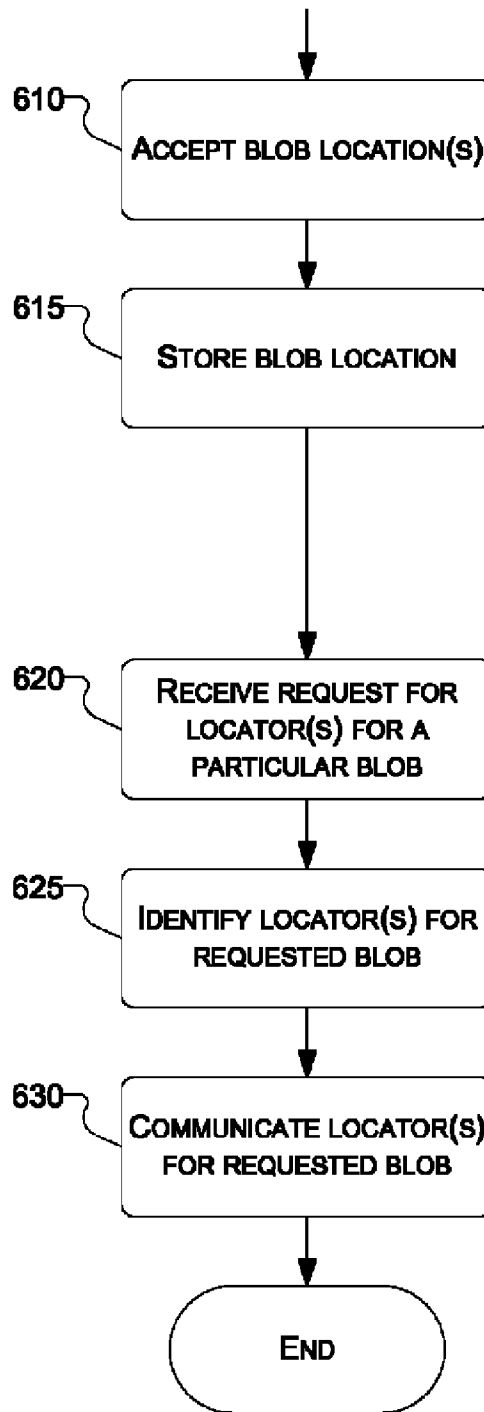 610
ACCEPT BLOB LOCATION(S)
615
STORE BLOB LOCATION
620
RECEIVE REQUEST FOR
LOCATOR(S) FOR A
PARTICULAR BLOB
625
IDENTIFY LOCATOR(S) FOR
REQUESTED BLOB
630
COMMUNICATE LOCATOR(S)
FOR REQUESTED BLOB
END